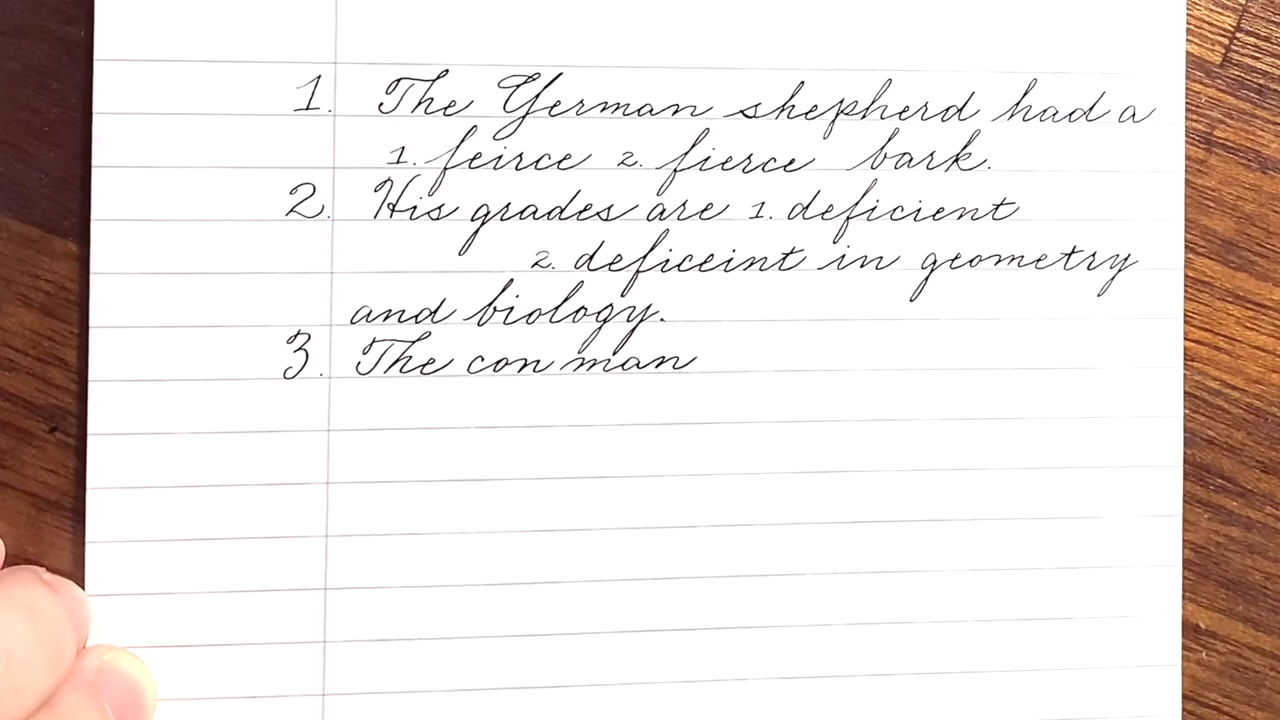 1. The German shepherd had a
1. feirce 2. fierce bark.
2. His grades are 1. deficient
2. deficeint in geometry
and biology.
3. The con man